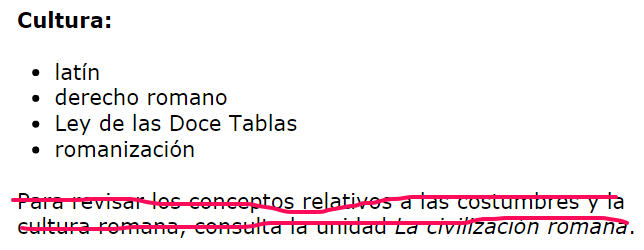 Cultura:
• latín
• derecho romano
• Ley de las Doce Tablas
• romanización
Para revisar los conceptos relativos a las costumbres y la
cultura romana, consulta la unidad La civilización romana.